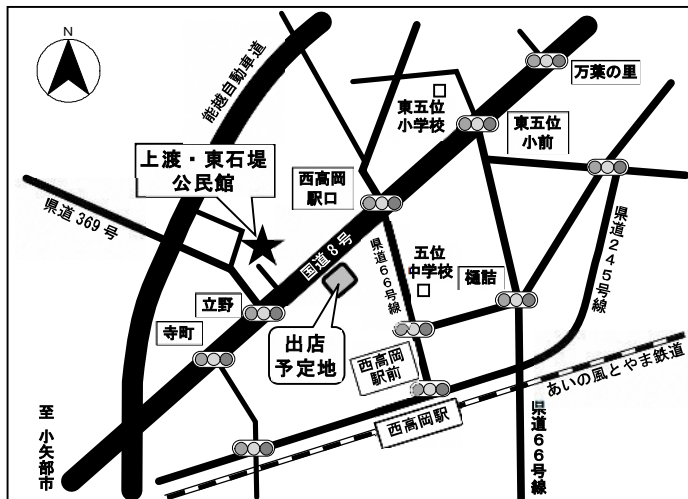 N
能越自動車道
万葉の里
東五位
小学校
東五位
小前
上渡・東石堤
公民館
西高岡
駅口
県道369号
国道8号
県道66号線
五位
中学校
樋詰
県道245号線
立野
寺町
出店
予定地
西高岡
駅前
あいの風とやま鉄道
西高岡駅
至 小矢部市
県道66号線